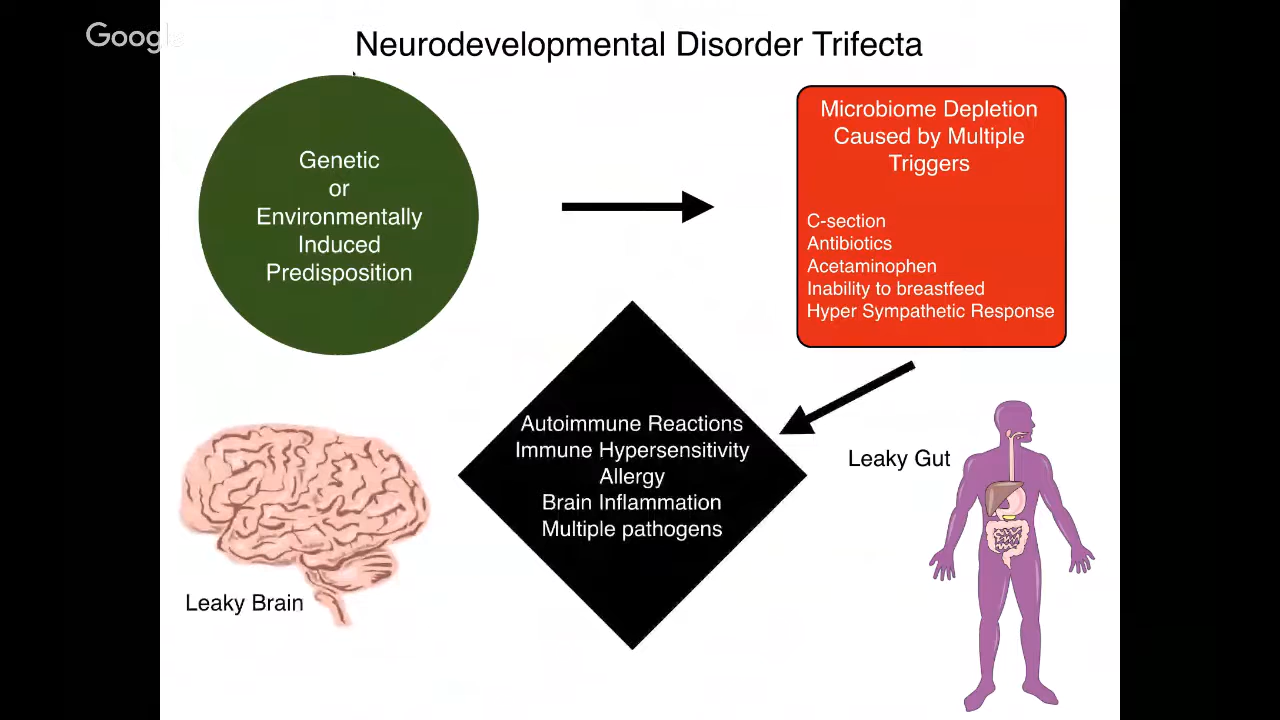 Google
Neurodevelopmental Disorder Trifecta
Genetic
or
Environmentally
Induced
Predisposition
Microbiome Depletion
Caused by Multiple
Triggers
C-section
Antibiotics
Acetaminophen
Inability to breastfeed
Hyper Sympathetic Response
Autoimmune Reactions
Immune Hypersensitivity
Allergy
Brain Inflammation
Multiple pathogens
Leaky Gut
Leaky Brain